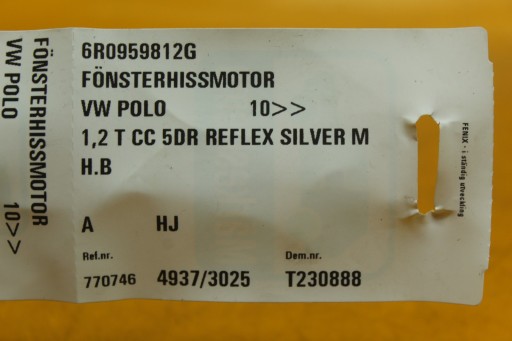 6R0959812G
FÖNSTERHISSMOTOR
VW POLO 10>>
1,2 T CC 5DR REFLEX SILVER M
H.B
A HJ
Ref.nr. Dem.nr.
770746 4937/3025 T230888
FÖNSTERHISSMOTOR
VW POLO 10>>
FENIX - i ständig utveckling